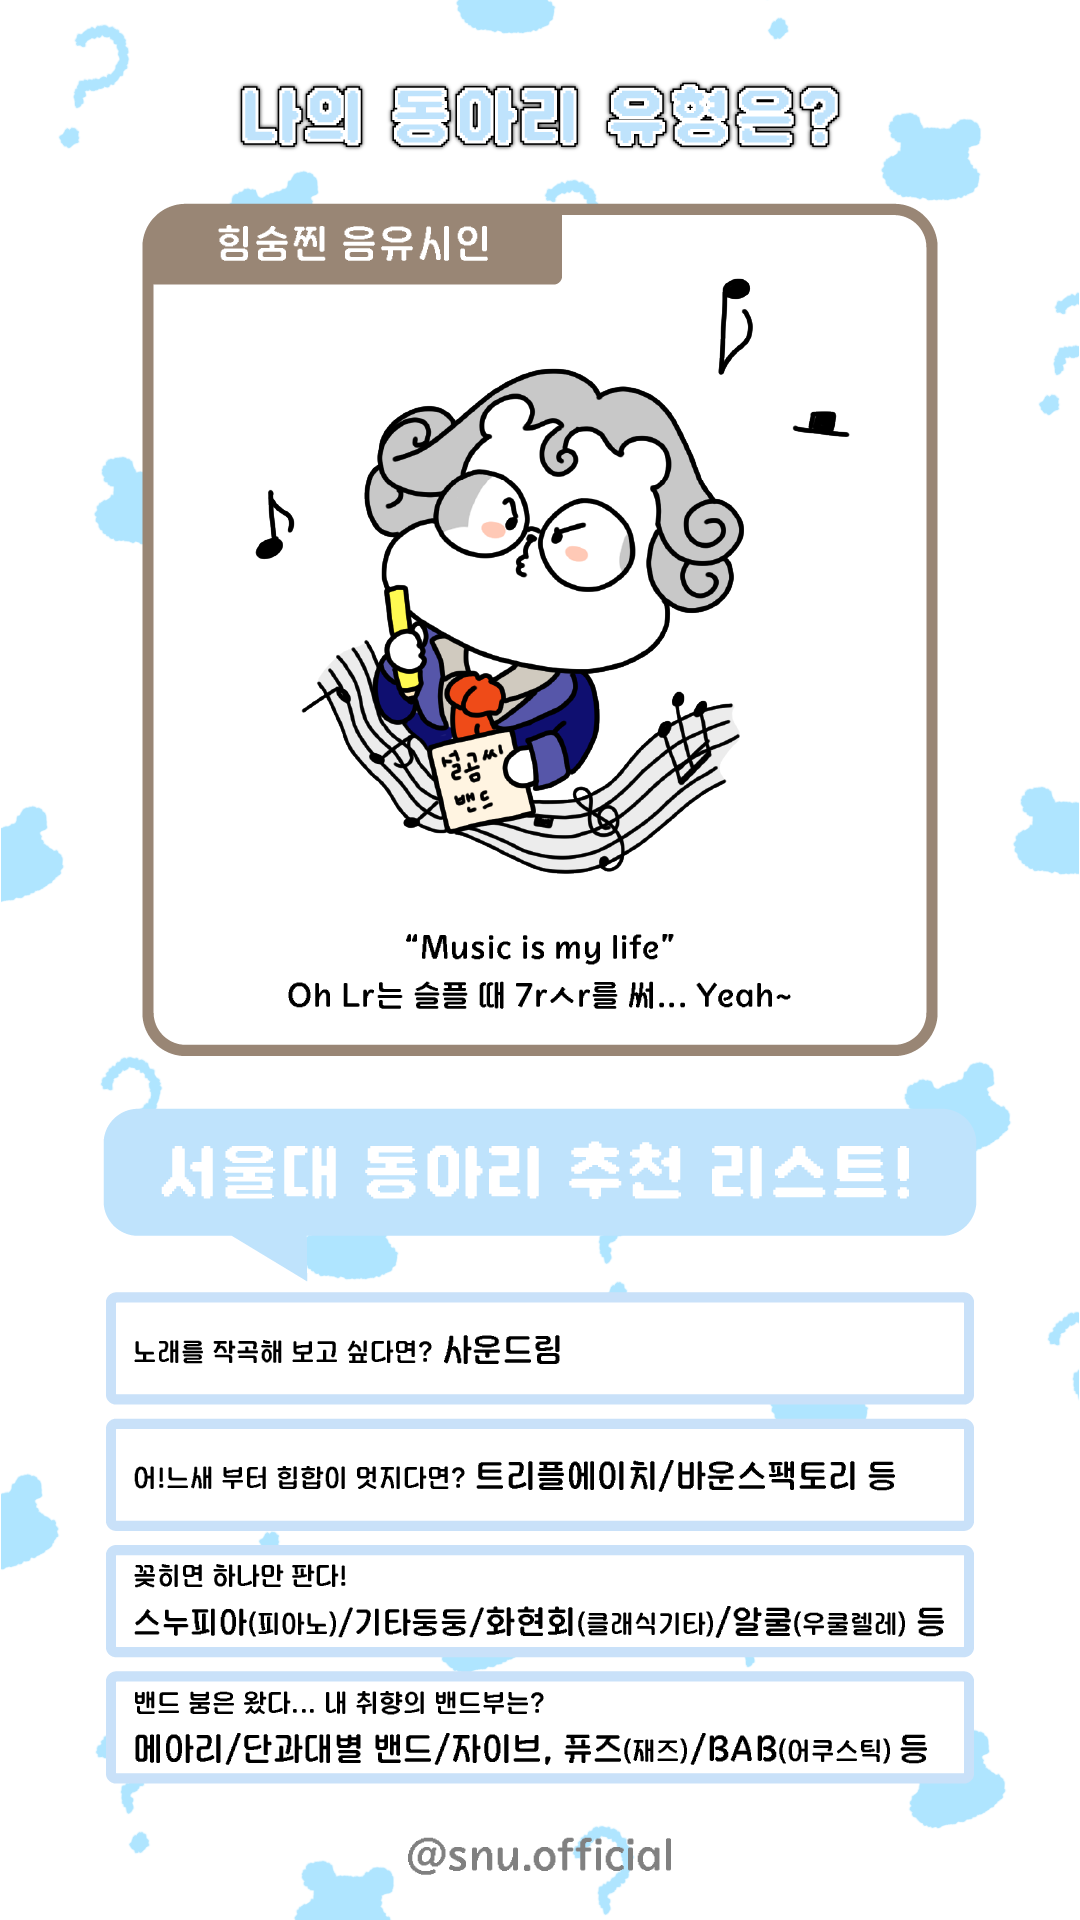 나의 동아리 유형은?
힘숨찐 음유시인
설곰씨
밴드
“Music is my life”
Oh Lr는 슬플 때 7rㅅr를 써... Yeah~
서울대 동아리 추천 리스트!
노래를 작곡해 보고 싶다면? 사운드림
어!느새 부터 힙합이 멋지다면? 트리플에이치/바운스팩토리 등
꽂히면 하나만 판다!
스누피아(피아노)/기타둥둥/화현회(클래식기타)/알쿨(우쿨렐레) 등
밴드 붐은 왔다... 내 취향의 밴드부는?
메아리/단과대별 밴드/자이브, 퓨즈(재즈)/BAB(어쿠스틱) 등
@snu.official